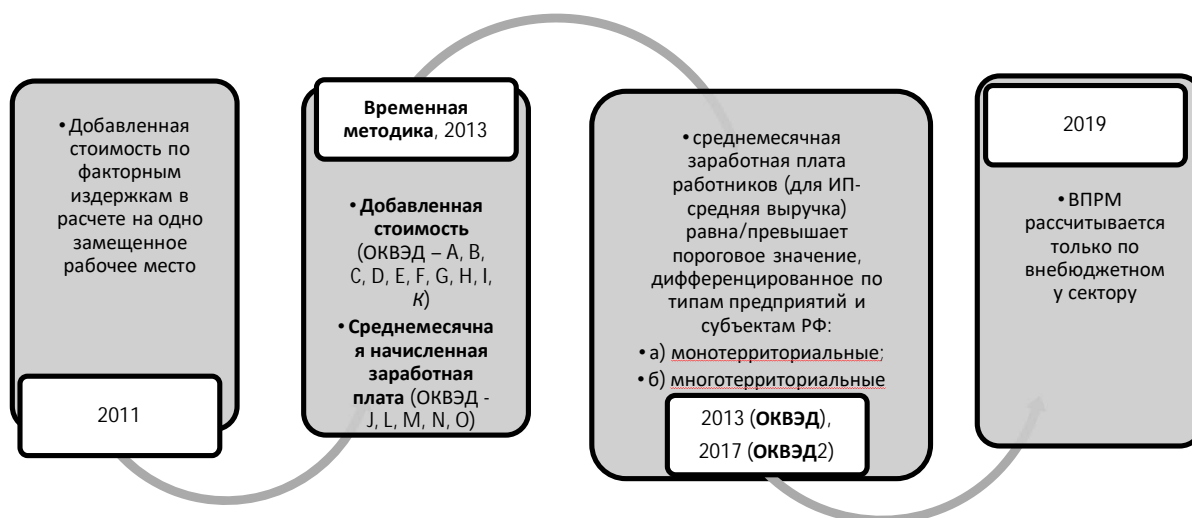 • Добавленная
стоимость по
факторным
издержкам в
расчете на одно
замещенное
рабочее место
2011
Временная
методика, 2013
• Добавленная
стоимость
(ОКВЭД – A, B,
C, D, E, F, G, H, I,
К)
• Среднемесячна
я начисленная
заработная
плата (ОКВЭД -
J, L, M, N, O)
• среднемесячная
заработная плата
работников (для ИП-
средняя выручка)
равна/превышает
пороговое значение,
дифференцированное по
типам предприятий и
субъектам РФ:
• а) монотерриториальные;
• б) многотерриториальные
2013 (ОКВЭД),
2017 (ОКВЭД2)
2019
• ВПРМ
рассчитывается
только по
внебюджетном
у сектору